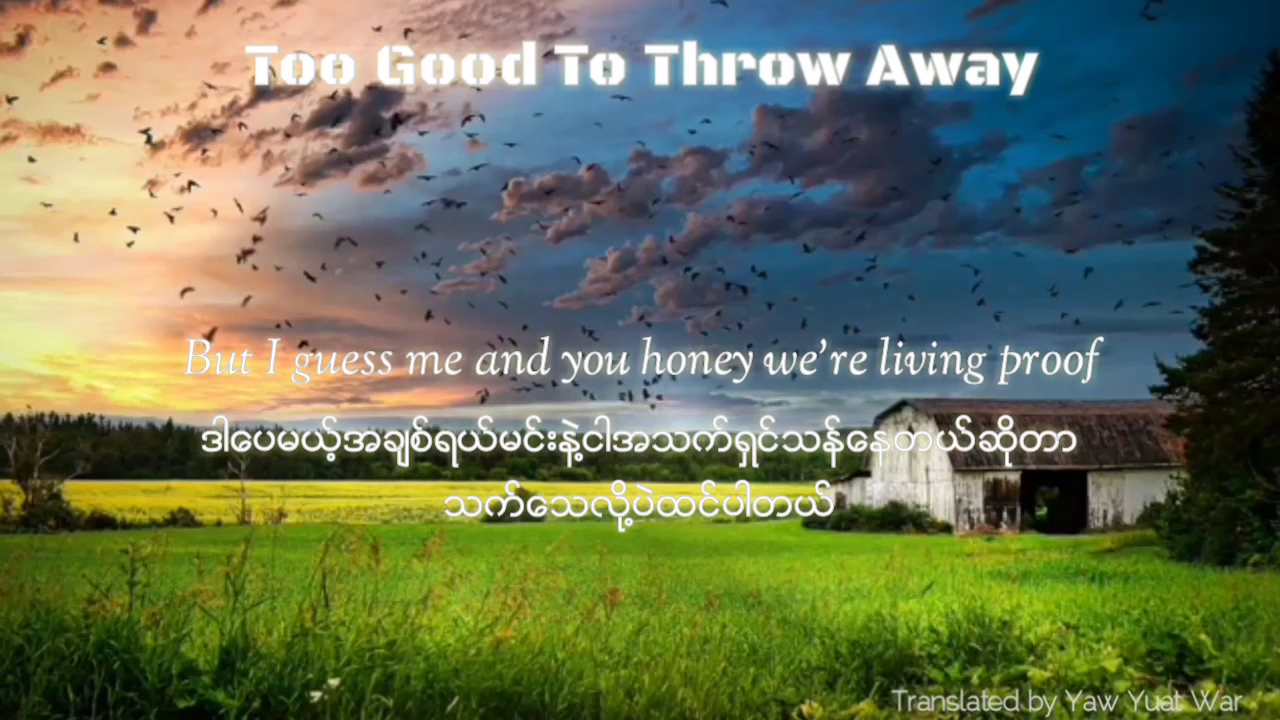 Too Good To Throw Away
But I guess me and you honey we're living proof
ဒါပေမယ့်အချစ်ရယ်မင်းနဲ့ငါအသက်ရှင်သန်နေတယ်ဆိုတာ
သက်သေလို့ပဲထင်ပါတယ်
Translated by Yaw Yuat War